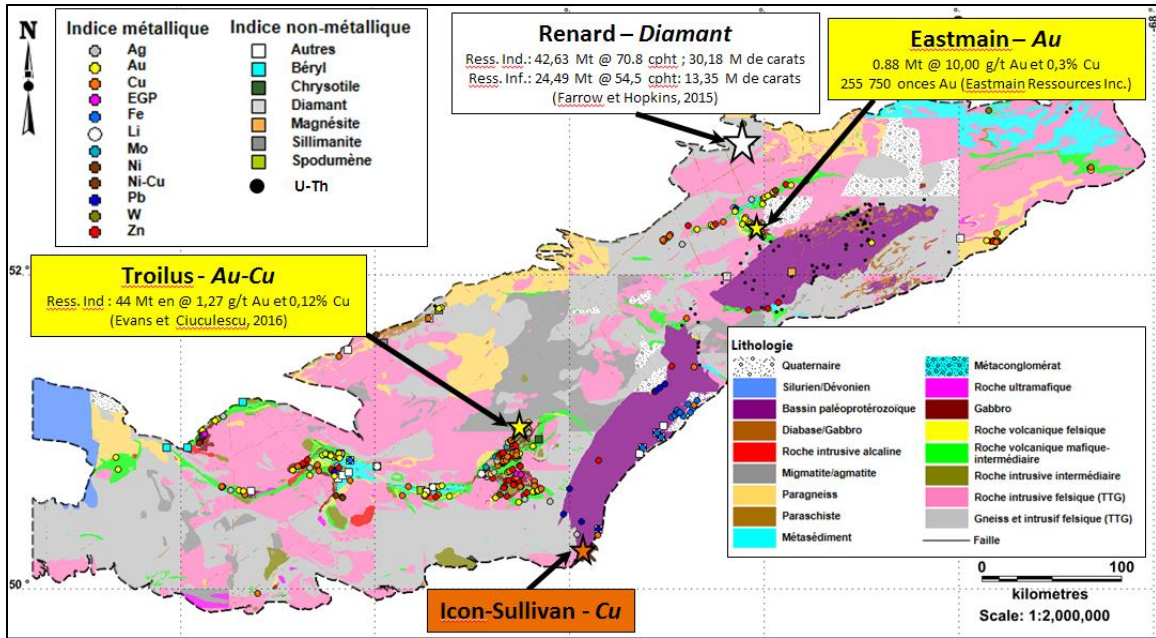 N
Indice métallique
Ag
Au
Cu
EGP
Fe
Li
Mo
Ni
Ni-Cu
Pb
W
Zn
Indice non-métallique
Autres
Béryl
Chrysotile
Diamant
Magnésite
Sillimanite
Spodumène
U-Th
Renard – Diamant
Ress. Ind.: 42,63 Mt @ 70.8 cpht ; 30,18 M de carats
Ress. Inf.: 24,49 Mt @ 54,5 cpht: 13,35 M de carats
(Farrow et Hopkins, 2015)
Eastmain – Au
0.88 Mt @ 10,00 g/t Au et 0,3% Cu
255 750 onces Au (Eastmain Ressources Inc.)
-68°
52°
Troilus - Au-Cu
Ress. Ind : 44 Mt en @ 1,27 g/t Au et 0,12% Cu
(Evans et Ciuculescu, 2016)
Lithologie
Quaternaire
Silurien/Dévonien
Bassin paléoprotérozoïque
Diabase/Gabbro
Roche intrusive alcaline
Migmatite/agmatite
Paragneiss
Paraschiste
Métasédiment
Métaconglomérat
Roche ultramafique
Gabbro
Roche volcanique felsique
Roche volcanique mafique-
intermédiaire
Roche intrusive intermédiaire
Roche intrusive felsique (TTG)
Gneiss et intrusif felsique (TTG)
Faille
50°
Icon-Sullivan - Cu
0 100
kilometres
Scale: 1:2,000,000